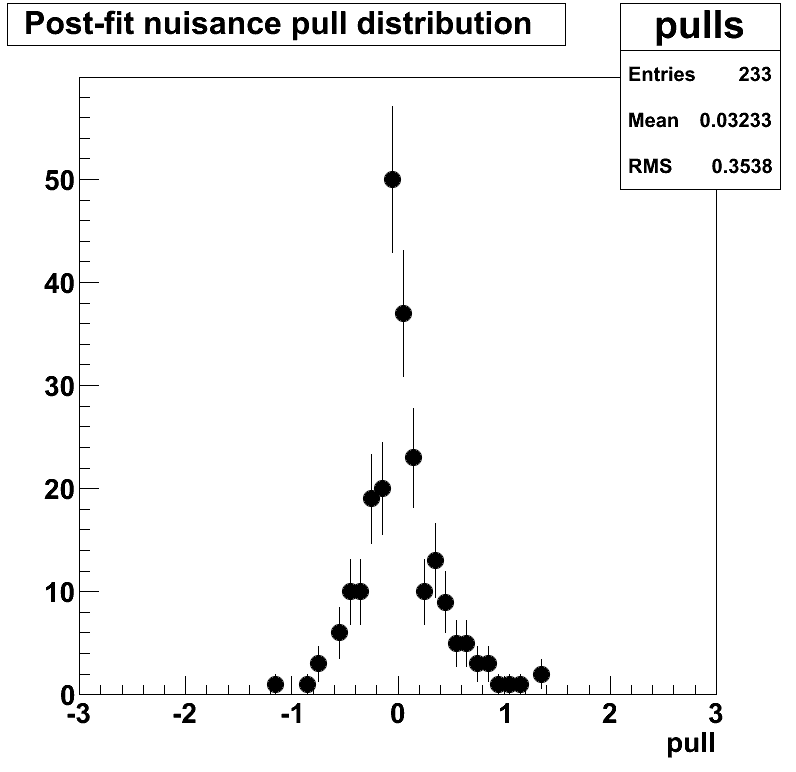 Post-fit nuisance pull distribution
pulls
Entries 233
Mean 0.03233
RMS 0.3538
50
40
30
20
10
0
-3 -2 -1 0 1 2 3
pull